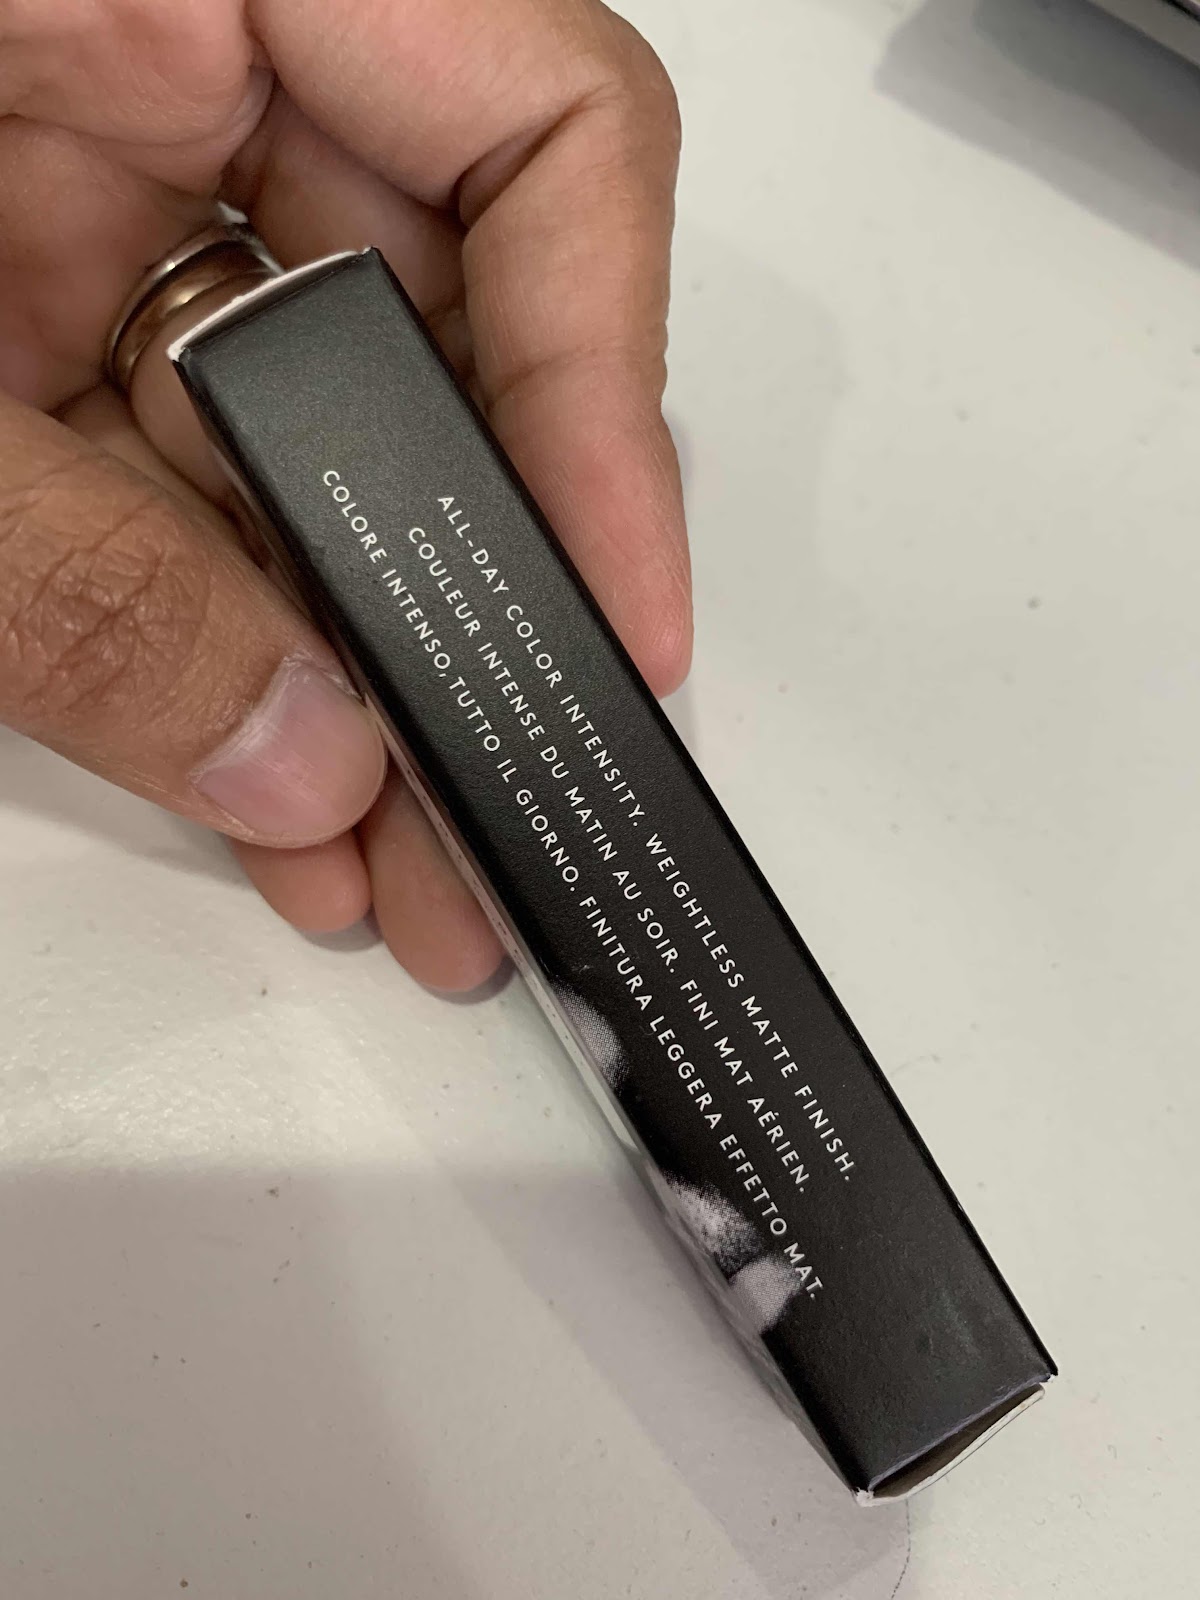 ALL-DAY COLOR INTENSITY. WEIGHTLESS MATTE FINISH.
COULEUR INTENSE DU MATIN AU SOIR. FINI MAT AÉRIEN.
COLORE INTENSO, TUTTO IL GIORNO. FINITURA LEGGERA EFFETTO MAT.